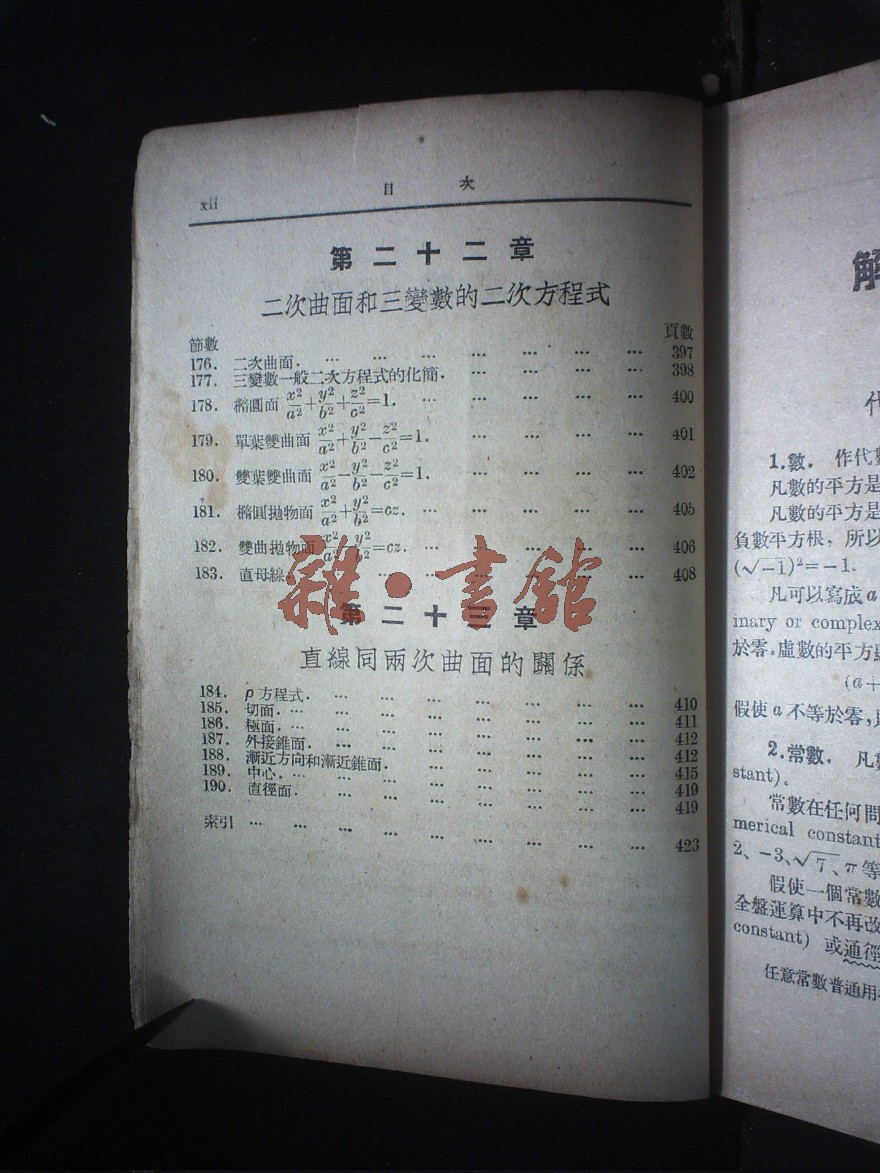 xii
目 次
第二十二章
二次曲面和三變數的二次方程式
節數 頁數
176. 二次曲面. … … … … … … … 397
177. 三變數一般二次方程式的化簡. … … … … 398
178. 橢圓面 x²/a²+y²/b²+z²/c²=1. … … … … … 400
179. 單葉雙曲面 x²/a²+y²/b²−z²/c²=1. … … … … 401
180. 雙葉雙曲面 x²/a²−y²/b²−z²/c²=1. … … … … 402
181. 橢圓拋物面 x²/a²+y²/b²=cz. … … … … … 405
182. 雙曲拋物面 x²/a²−y²/b²=cz. … … … … … 406
183. 直母線. … … … … … … … 408
雜·書館
第二十三章
直線同兩次曲面的關係
184. ρ方程式. … … … … … … … 410
185. 切面. … … … … … … … … 411
186. 極面. … … … … … … … … 412
187. 外接錐面. … … … … … … … 412
188. 漸近方向和漸近錐面. … … … … … 415
189. 中心. … … … … … … … … 419
190. 直徑面. … … … … … … … 419
索引 … … … … … … … … 423
解
代
1.數. 作代數
凡數的平方是
凡數的平方是
負數平方根，所以
(√−1)²=−1.
凡可以寫成a
inary or complex
於零.虛數的平方
(a+
假使a不等於零,
2.常數. 凡
stant)。
常數在任何問
merical constant
2、−3、√7、π等
假使一個常數
全盤運算中不再改
constant) 或通徑
任意常數普通用